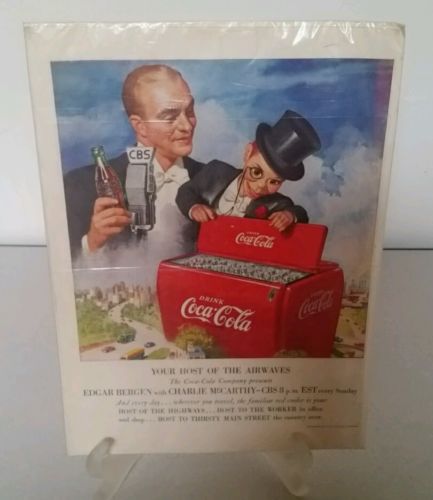 CBS
DRINK
Coca-Cola
DRINK
Coca-Cola
DRINK
Coca-Cola
YOUR HOST OF THE AIRWAVES
The Coca-Cola Company presents
EDGAR BERGEN with CHARLIE McCARTHY—CBS 8 p.m. EST every Sunday
And every day . . . wherever you travel, the familiar red cooler is your
HOST OF THE HIGHWAYS . . . HOST TO THE WORKER in office
and shop . . . HOST TO THIRSTY MAIN STREET the country over.